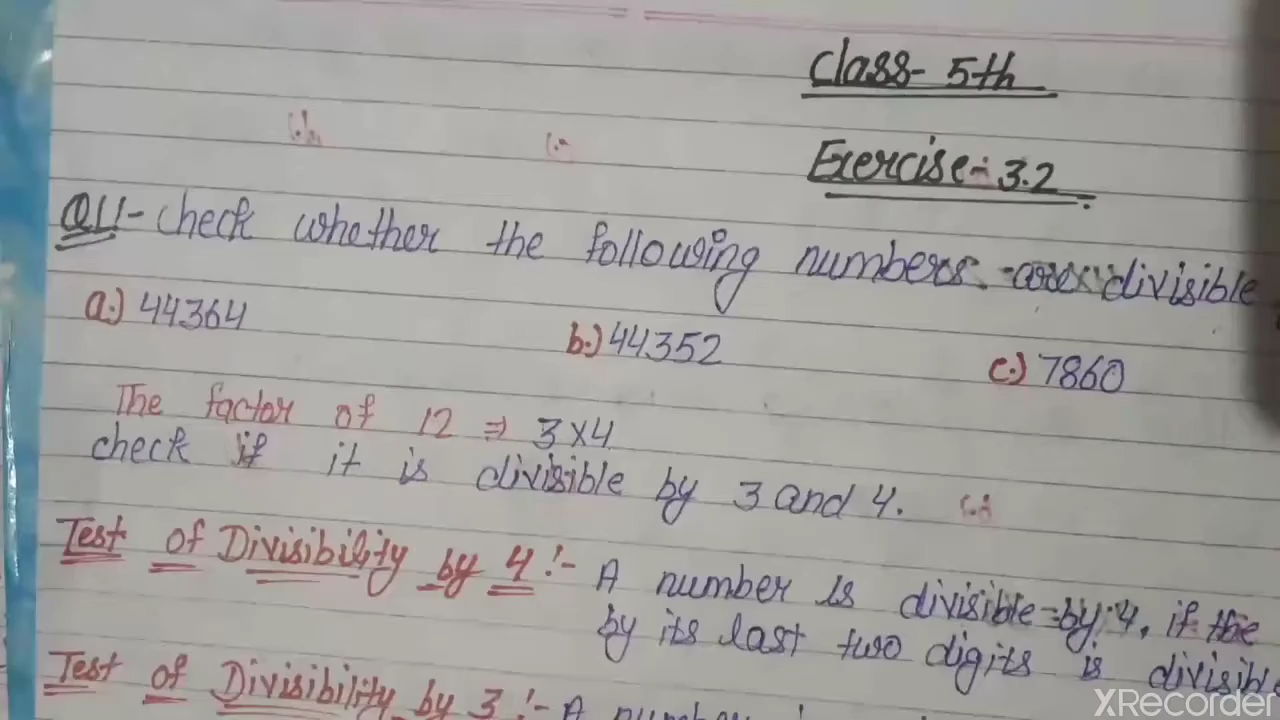 Class- 5th
Exercise:- 3.2
Q1!- Check whether the following numbers are divisible
a.) 44364 b.) 44352 c.) 7860
The factor of 12 ⇒ 3×4
check if it is divisible by 3 and 4.
Test of Divisibility by 4!- A number is divisible by 4, if the
by its last two digits is divisible
Test of Divisibility by 3!- A number
XRecorder